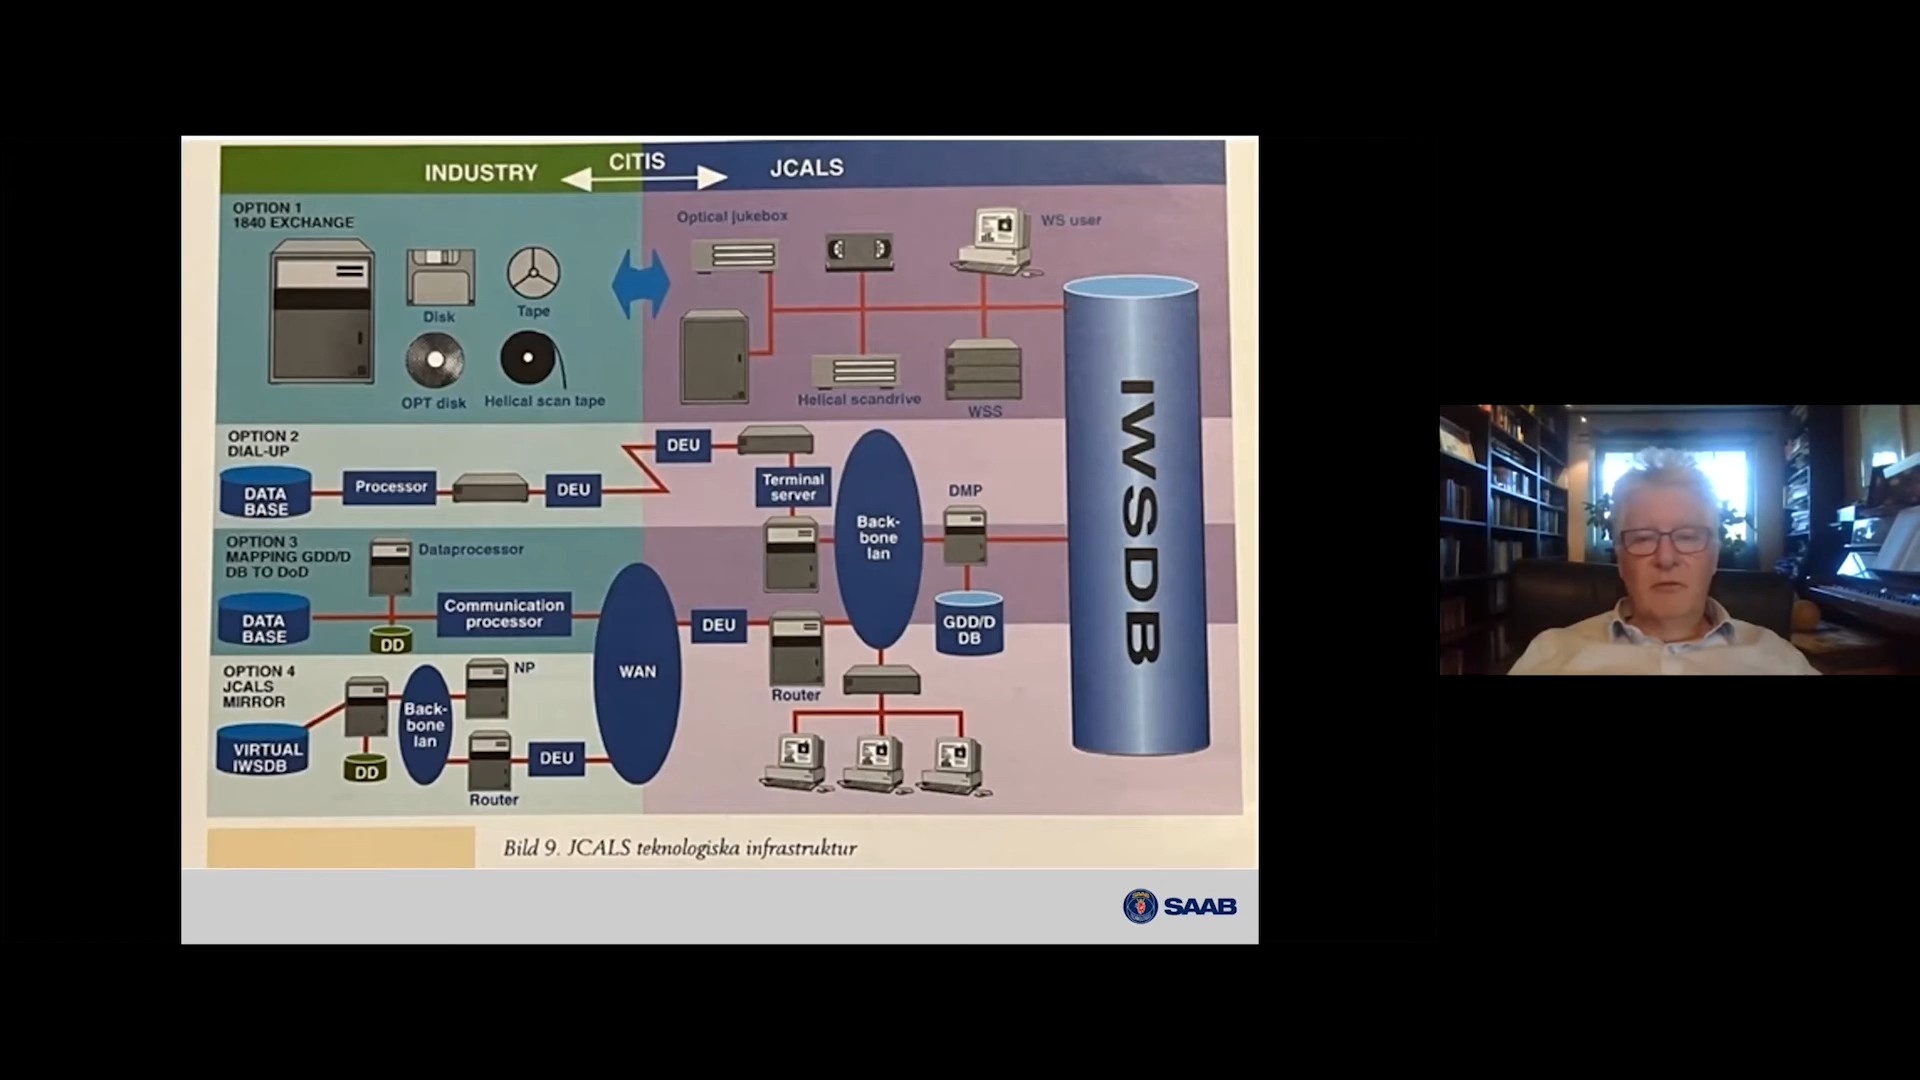 INDUSTRY
CITIS
JCALS
OPTION 1
1840 EXCHANGE
Disk
Tape
OPT disk
Helical scan tape
Optical jukebox
WS user
Helical scandrive
WSS
IWSDB
OPTION 2
DIAL-UP
DATA
BASE
Processor
DEU
DEU
Terminal
server
Back-
bone
lan
DMP
GDD/D
DB
OPTION 3
MAPPING GDD/D
DB TO DoD
Dataprocessor
DATA
BASE
DD
Communication
processor
WAN
DEU
Router
OPTION 4
JCALS
MIRROR
VIRTUAL
IWSDB
DD
Back-
bone
lan
NP
Router
DEU
Bild 9. JCALS teknologiska infrastruktur
SAAB